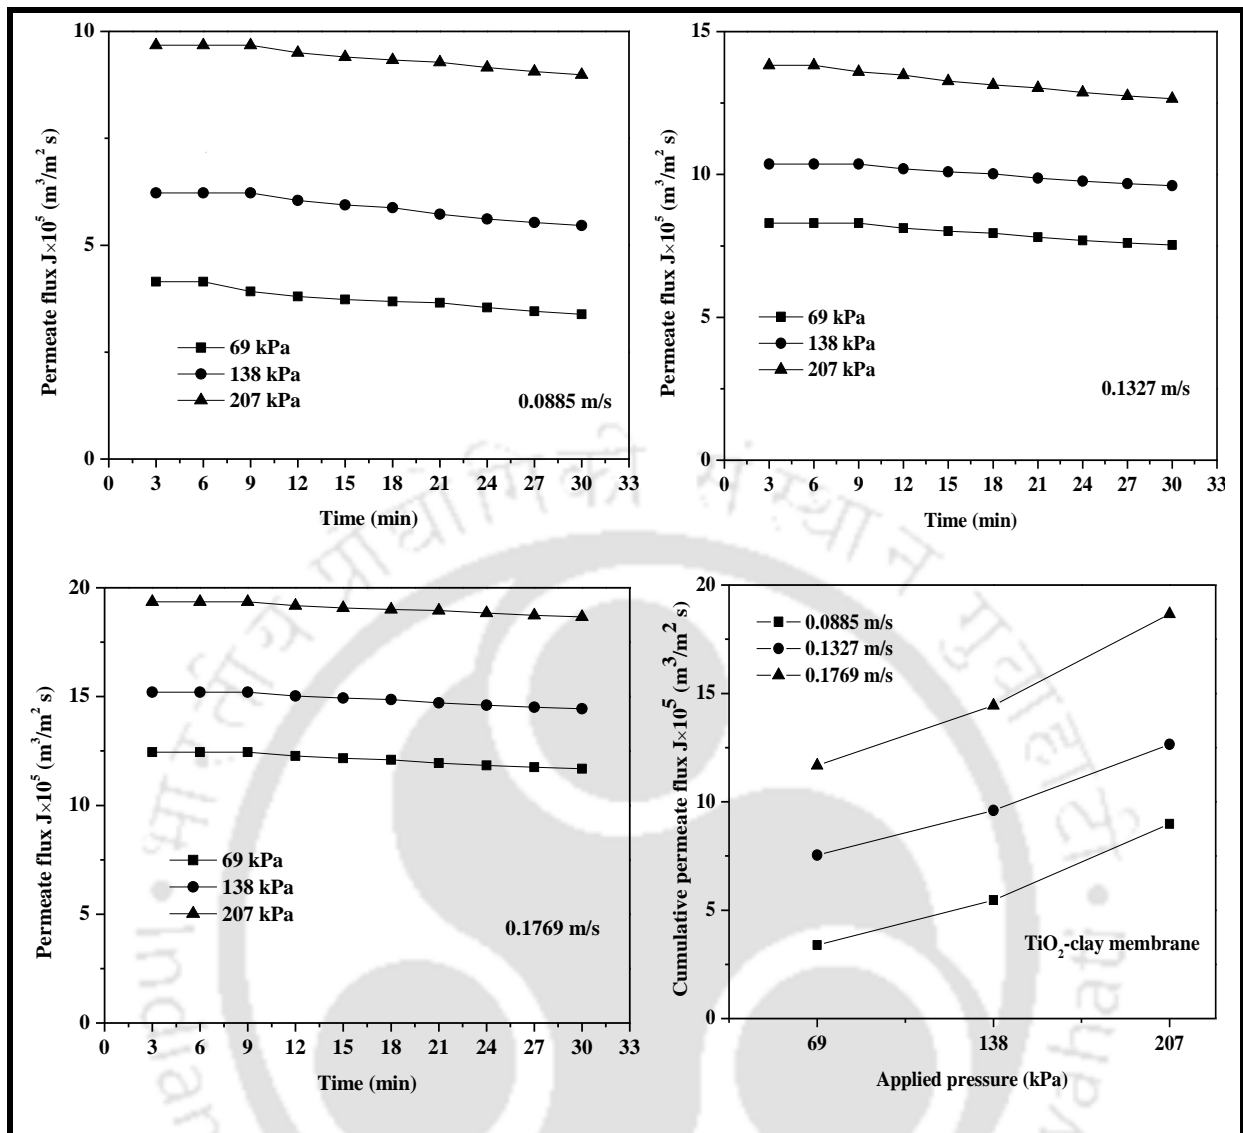 10
5
0
0 3 6 9 12 15 18 21 24 27 30 33
Permeate flux J×10⁵ (m³/m² s)
Time (min)
69 kPa
138 kPa
207 kPa
0.0885 m/s
15
10
5
0
0 3 6 9 12 15 18 21 24 27 30 33
Permeate flux J×10⁵ (m³/m² s)
Time (min)
69 kPa
138 kPa
207 kPa
0.1327 m/s
20
15
10
5
0
0 3 6 9 12 15 18 21 24 27 30 33
Permeate flux J×10⁵ (m³/m² s)
Time (min)
69 kPa
138 kPa
207 kPa
0.1769 m/s
20
15
10
5
0
69 138 207
Cumulative permeate flux J×10⁵ (m³/m² s)
Applied pressure (kPa)
0.0885 m/s
0.1327 m/s
0.1769 m/s
TiO₂-clay membrane
भारतीय प्रौद्योगिकी संस्थान गुवाहाटी
Indian
wahati